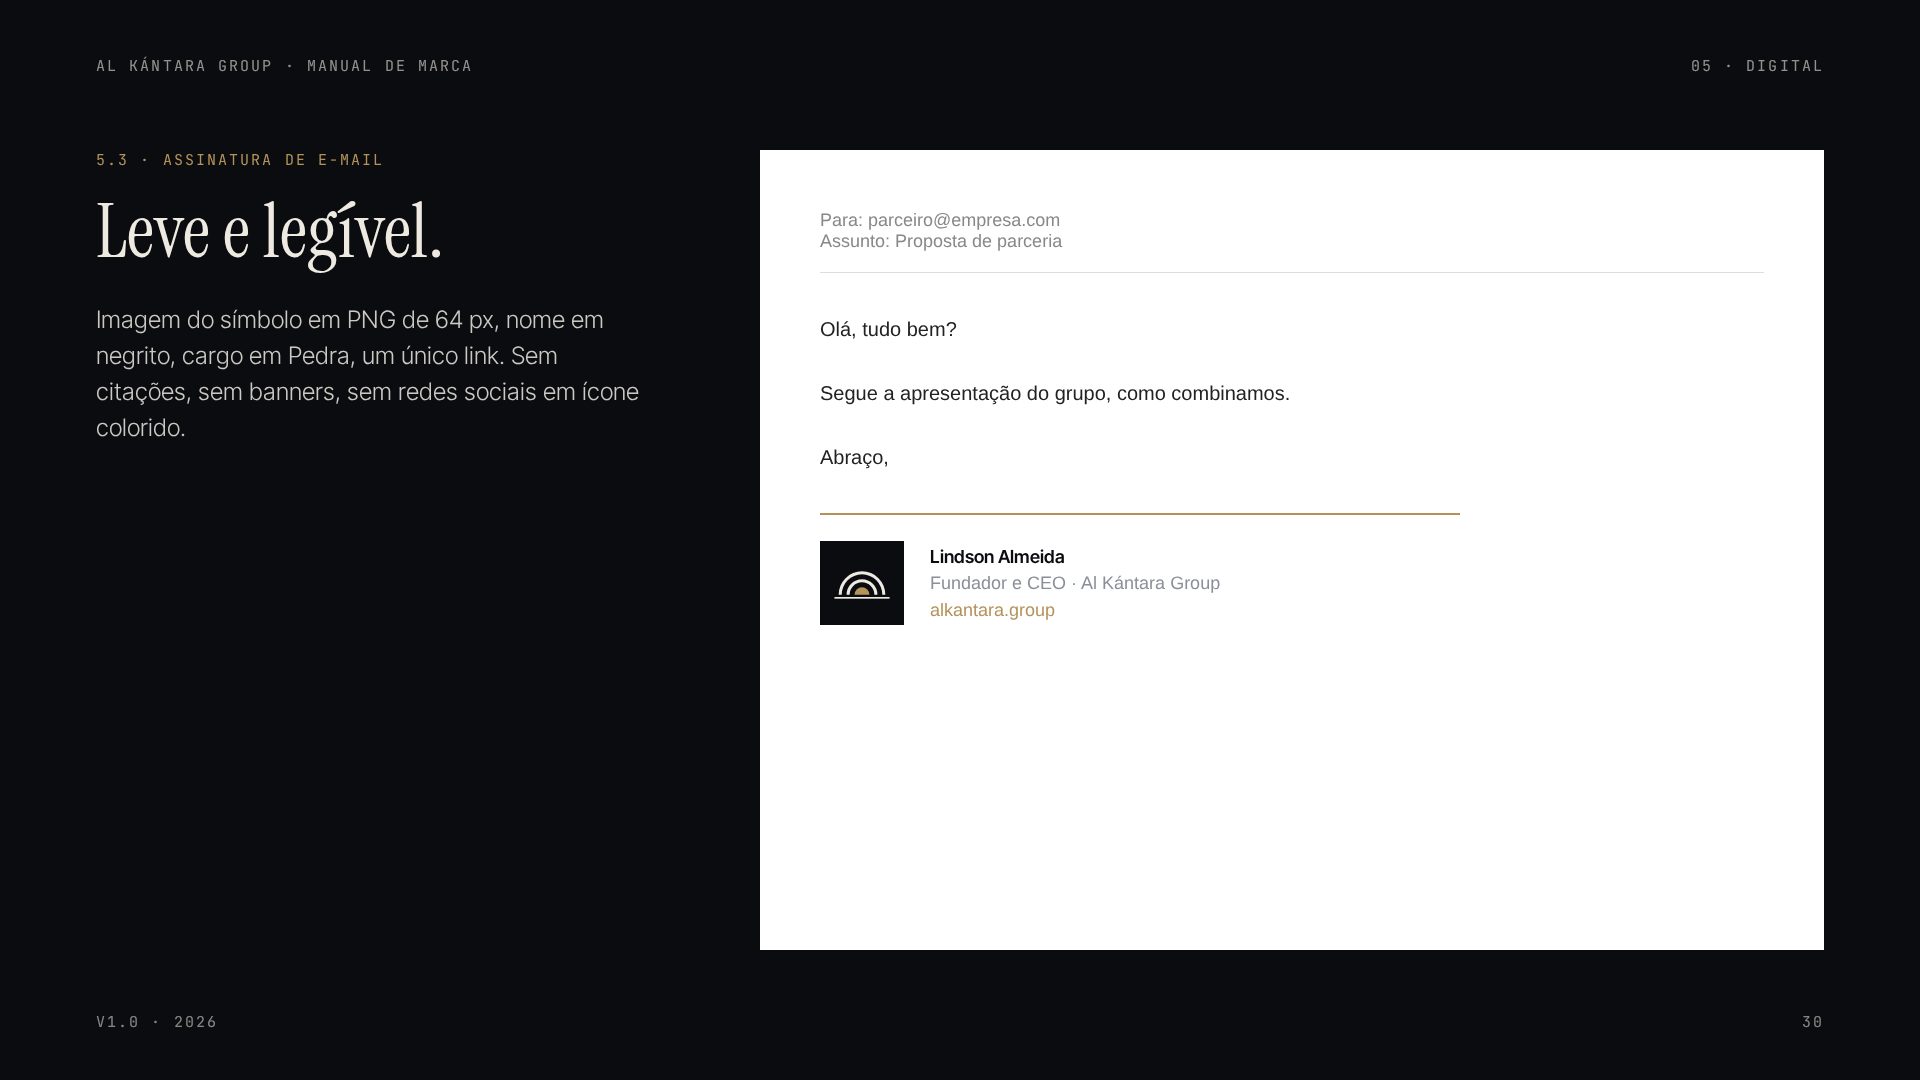 AL KÁNTARA GROUP · MANUAL DE MARCA
05 · DIGITAL
5.3 · ASSINATURA DE E-MAIL
Leve e legível.
Imagem do símbolo em PNG de 64 px, nome em
negrito, cargo em Pedra, um único link. Sem
citações, sem banners, sem redes sociais em ícone
colorido.
Para: parceiro@empresa.com
Assunto: Proposta de parceria
Olá, tudo bem?
Segue a apresentação do grupo, como combinamos.
Abraço,
Lindson Almeida
Fundador e CEO · Al Kántara Group
alkantara.group
V1.0 · 2026
30